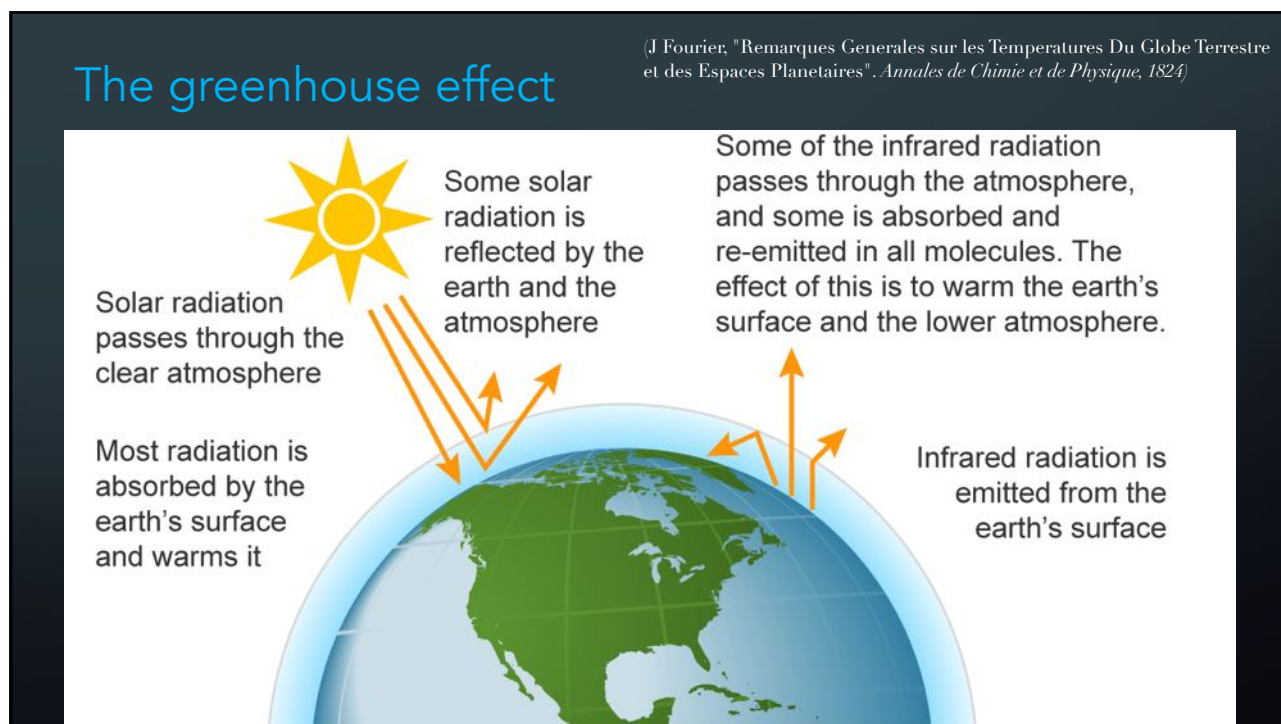 The greenhouse effect
(J Fourier, "Remarques Generales sur les Temperatures Du Globe Terrestre
et des Espaces Planetaires". Annales de Chimie et de Physique, 1824)
Solar radiation
passes through the
clear atmosphere
Some solar
radiation is
reflected by the
earth and the
atmosphere
Some of the infrared radiation
passes through the atmosphere,
and some is absorbed and
re-emitted in all molecules. The
effect of this is to warm the earth's
surface and the lower atmosphere.
Most radiation is
absorbed by the
earth's surface
and warms it
Infrared radiation is
emitted from the
earth's surface